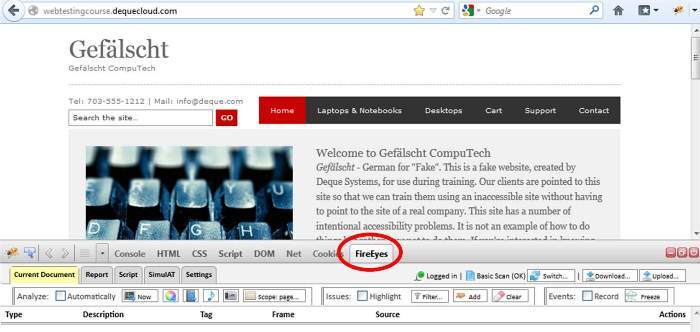 webtestingcourse.dequecloud.com
Google
Gefälscht
Gefälscht CompuTech
Tel: 703-555-1212 | Mail: info@deque.com
Search the site... GO
Home Laptops & Notebooks Desktops Cart Support Contact
Welcome to Gefälscht CompuTech
Gefälscht - German for "Fake". This is a fake website, created by
Deque Systems, for use during training. Our clients are pointed to
this site so that we can train them using an inaccessible site without having
to point to the site of a real company. This site has a number of
intentional accessibility problems. It is not an example of how to do
E R T Y U
Console HTML CSS Script DOM Net Cookies FireEyes
Current Document Report Script SimulAT Settings
Logged in | Basic Scan (OK) Switch... | Download... Upload...
Analyze: Automatically Now Scope: page... Issues: Highlight Filter... Add Clear Events: Record Freeze
Type Description Tag Frame Source Actions